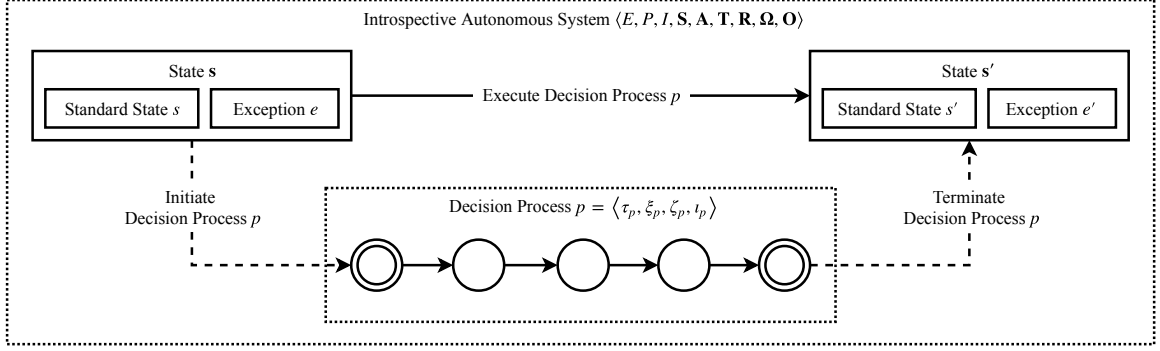 Introspective Autonomous System ⟨E, P, I, S, A, T, R, Ω, O⟩
State s
Standard State s
Exception e
Execute Decision Process p
State s′
Standard State s′
Exception e′
Initiate
Decision Process p
Decision Process p = ⟨τ_p, ξ_p, ζ_p, ι_p⟩
Terminate
Decision Process p